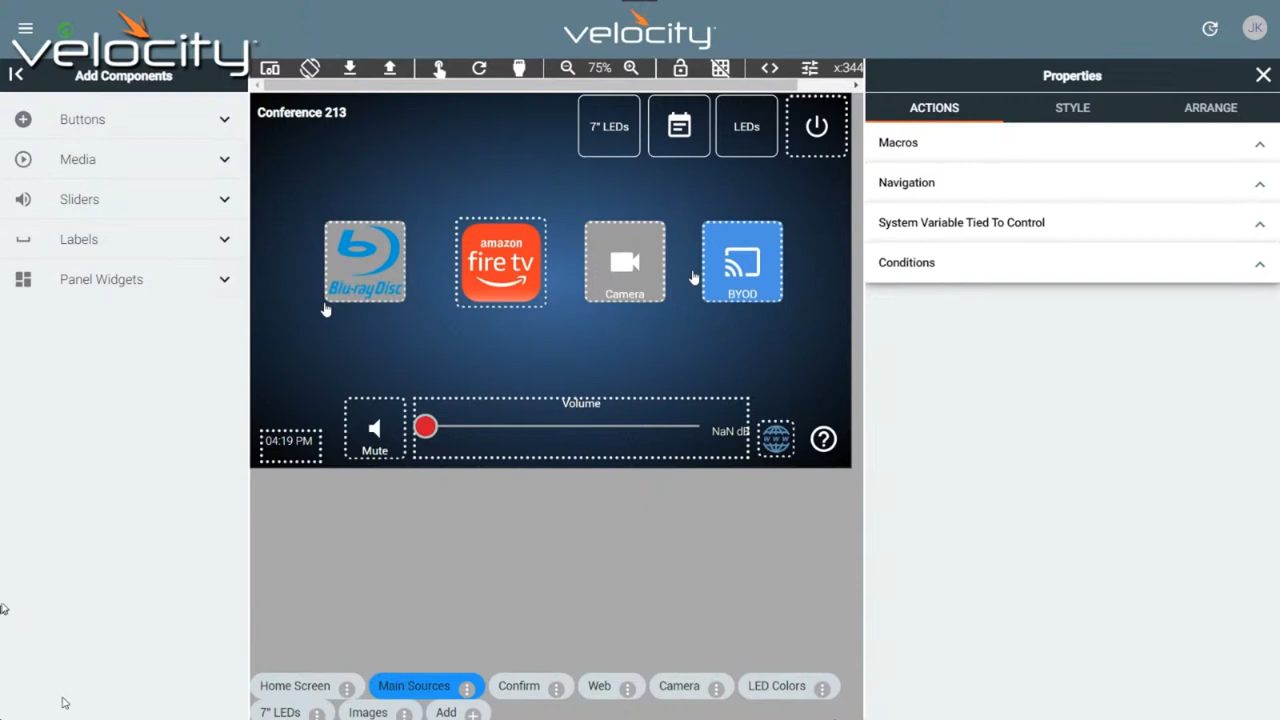 velocity
velocity
JK
Add Components
75%
x:344
Properties
Buttons
Media
Sliders
Labels
Panel Widgets
Conference 213
7" LEDs
LEDs
Blu-ray Disc
amazon
fire tv
Camera
BYOD
Volume
04:19 PM
Mute
NaN dB
WWW
ACTIONS
STYLE
ARRANGE
Macros
Navigation
System Variable Tied To Control
Conditions
Home Screen
Main Sources
Confirm
Web
Camera
LED Colors
7" LEDs
Images
Add